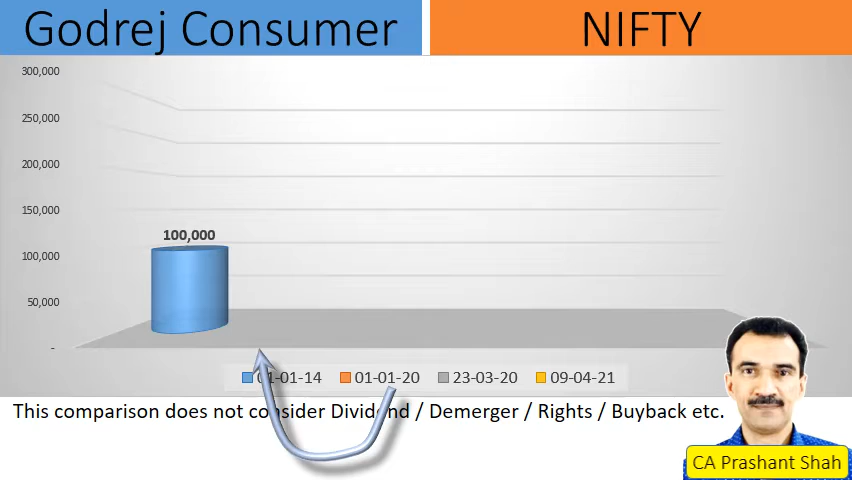 Godrej Consumer NIFTY
300,000
250,000
200,000
150,000
100,000
50,000
-
100,000
01-01-14 01-01-20 23-03-20 09-04-21
This comparison does not consider Dividend / Demerger / Rights / Buyback etc.
CA Prashant Shah